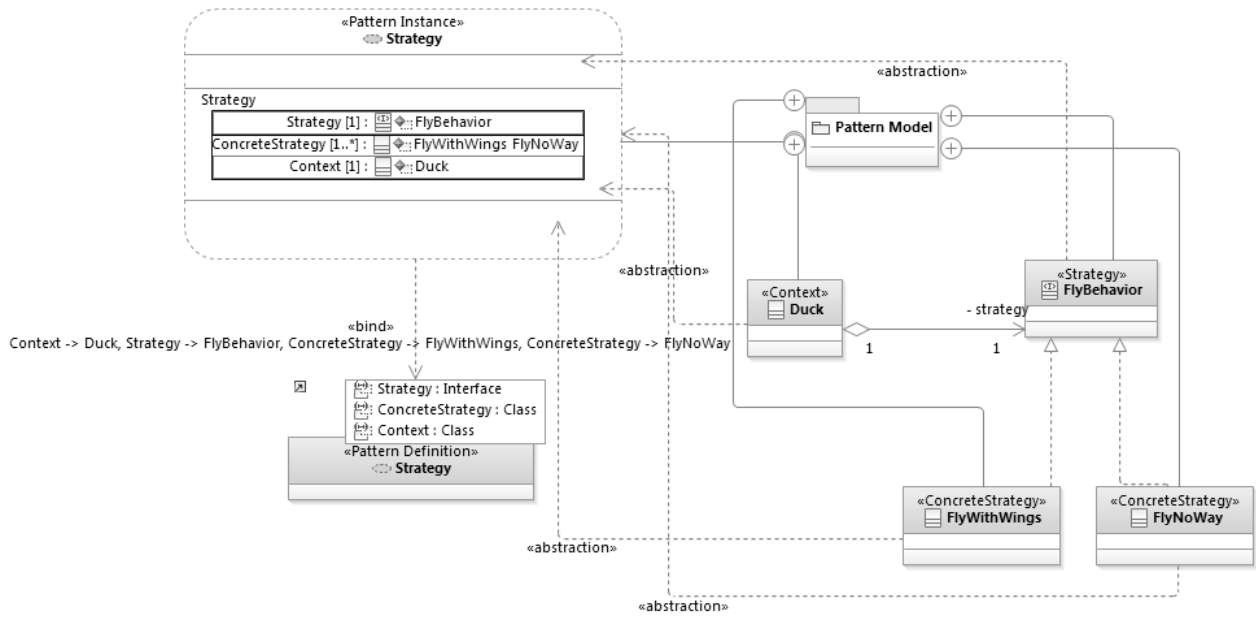 «Pattern Instance»
Strategy
«abstraction»
Strategy
Strategy [1] : FlyBehavior
ConcreteStrategy [1..*] : FlyWithWings FlyNoWay
Context [1] : Duck
Pattern Model
«abstraction»
«Context»
Duck
«Strategy»
FlyBehavior
- strategy
1
1
«bind»
Context -> Duck, Strategy -> FlyBehavior, ConcreteStrategy -> FlyWithWings, ConcreteStrategy -> FlyNoWay
Strategy : Interface
ConcreteStrategy : Class
Context : Class
«Pattern Definition»
Strategy
«ConcreteStrategy»
FlyWithWings
«ConcreteStrategy»
FlyNoWay
«abstraction»
«abstraction»